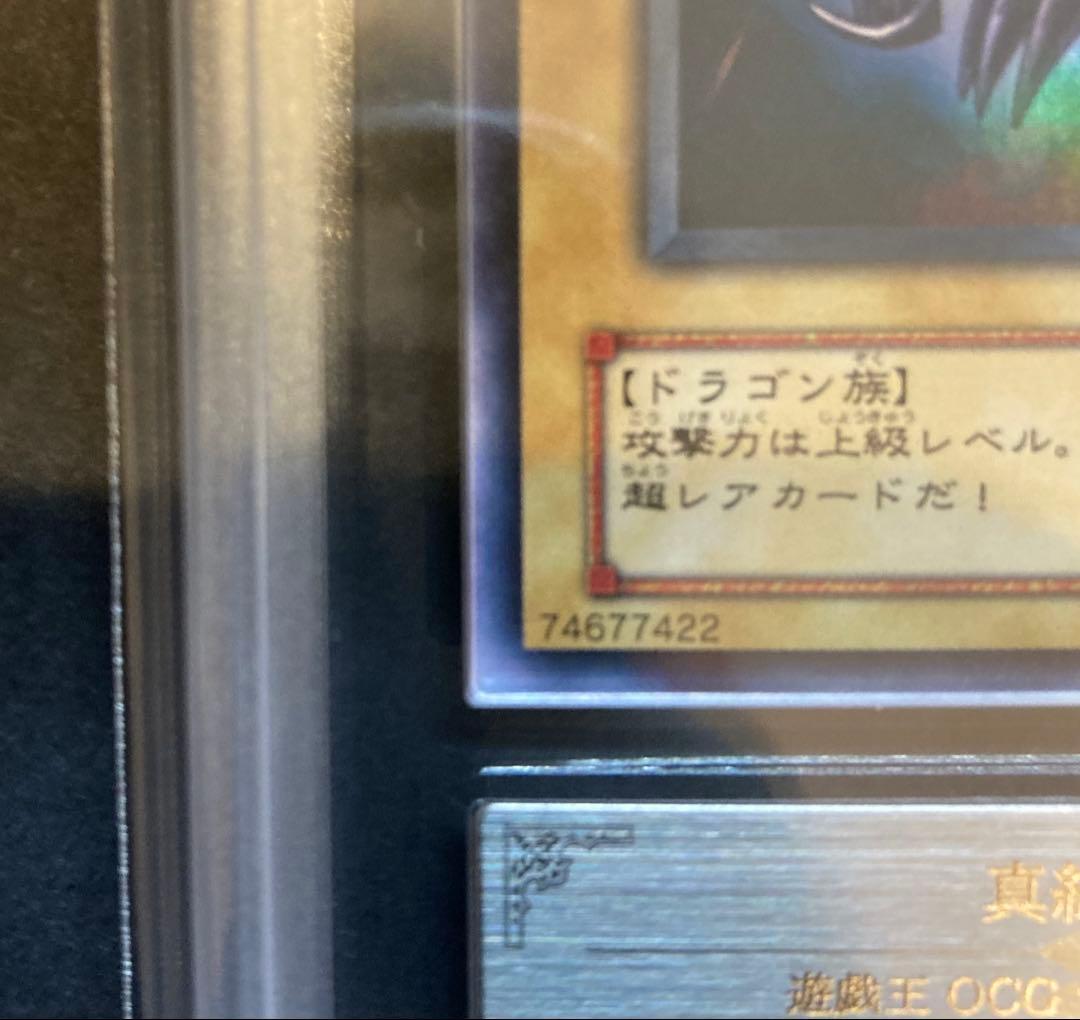 【ドラゴン族】
攻撃力は上級レベル。
超レアカードだ！
74677422
真紅
遊戯王 OCG